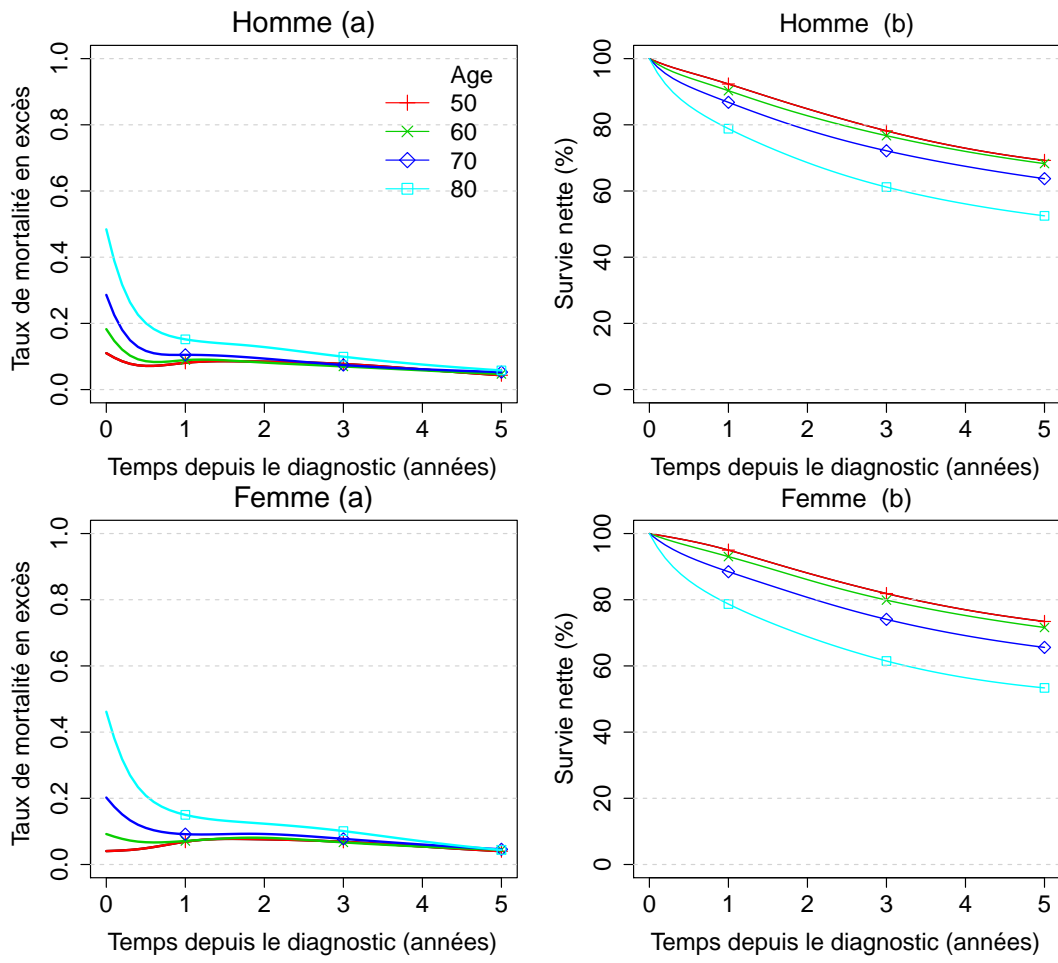 Homme (a)
Taux de mortalité en excès
1.0
0.8
0.6
0.4
0.2
0.0
Age
50
60
70
80
0 1 2 3 4 5
Temps depuis le diagnostic (années)
Homme (b)
Survie nette (%)
100
80
60
40
20
0
0 1 2 3 4 5
Temps depuis le diagnostic (années)
Femme (a)
Taux de mortalité en excès
1.0
0.8
0.6
0.4
0.2
0.0
0 1 2 3 4 5
Temps depuis le diagnostic (années)
Femme (b)
Survie nette (%)
100
80
60
40
20
0
0 1 2 3 4 5
Temps depuis le diagnostic (années)